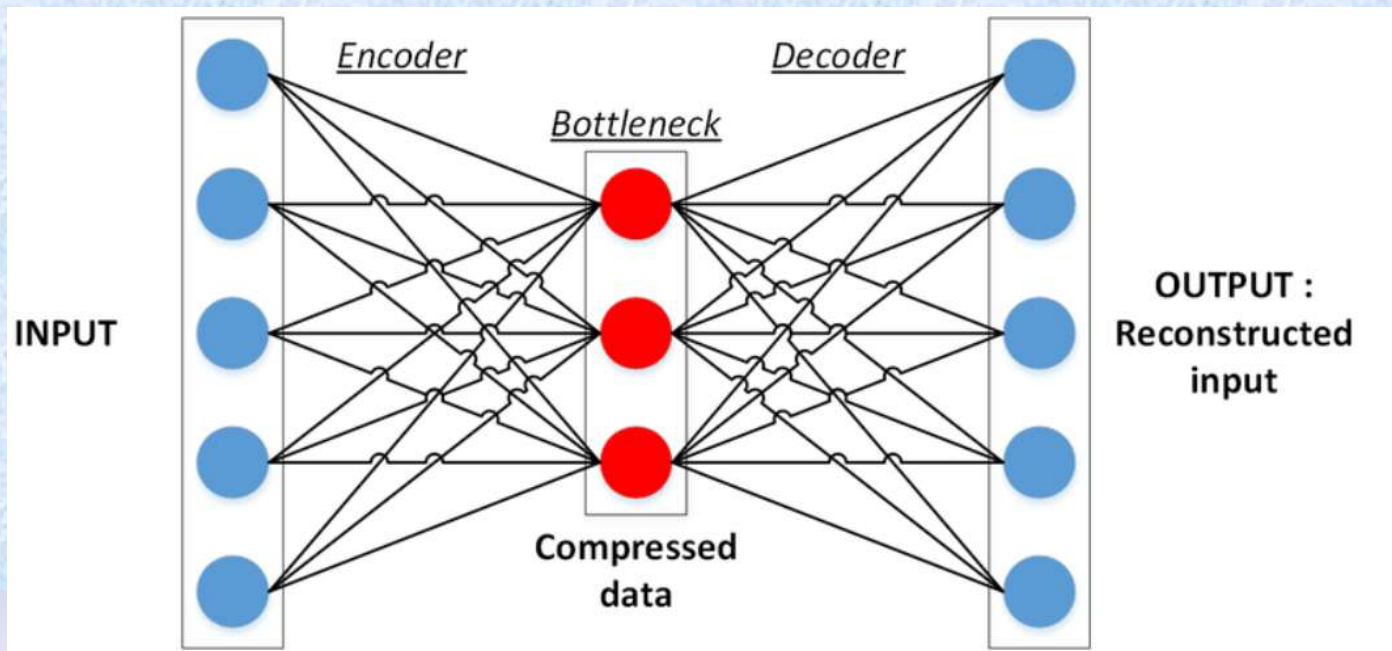 Encoder
Decoder
Bottleneck
INPUT
OUTPUT :
Reconstructed
input
Compressed
data